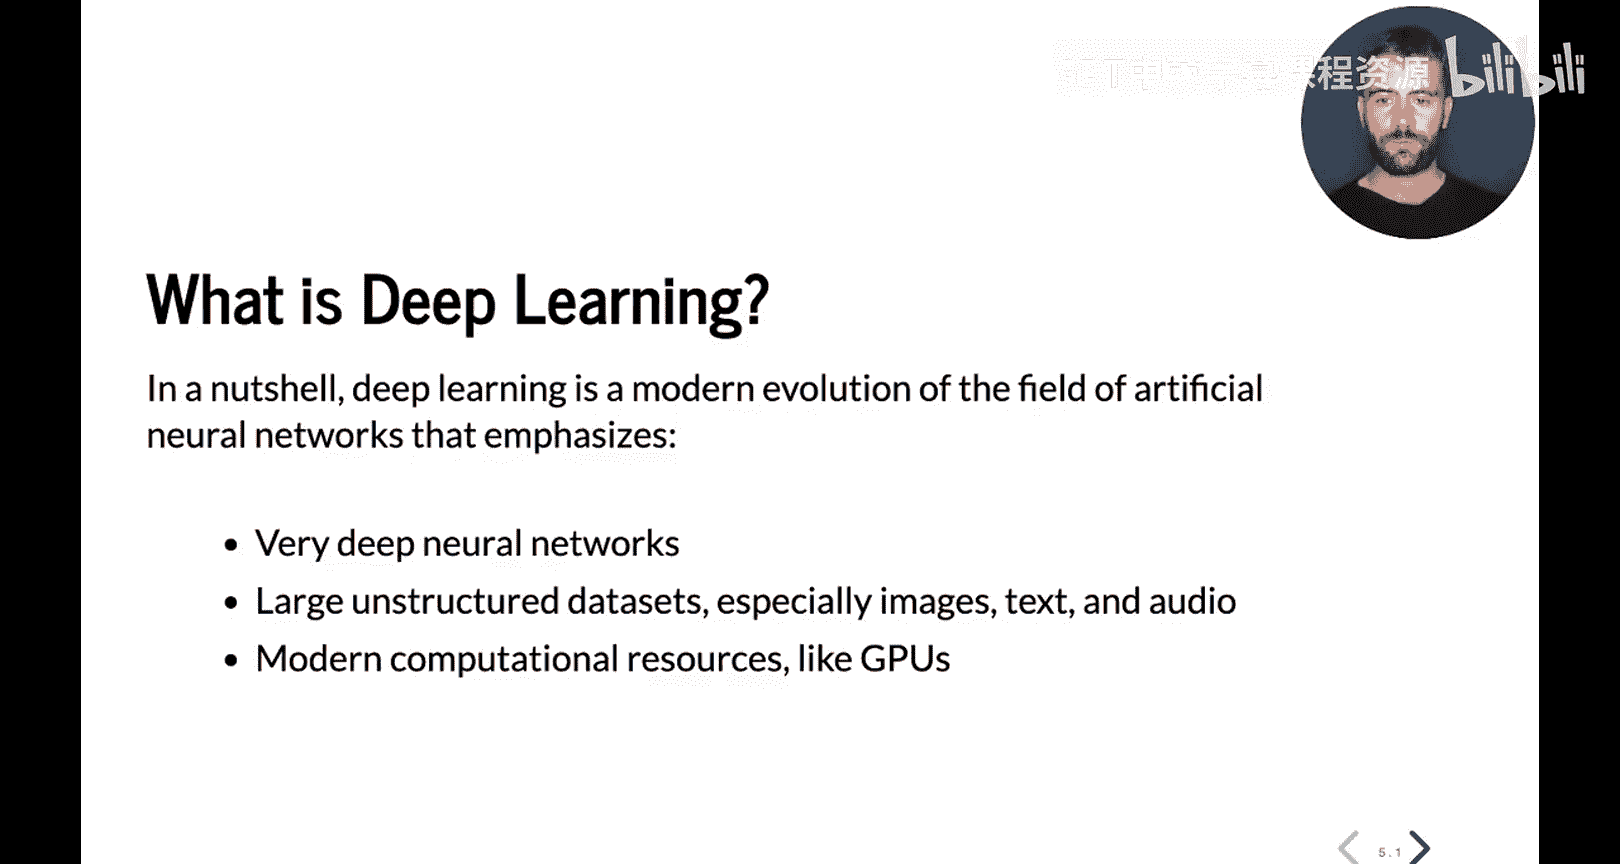 课程资源 bilibili
What is Deep Learning?
In a nutshell, deep learning is a modern evolution of the field of artificial
neural networks that emphasizes:
• Very deep neural networks
• Large unstructured datasets, especially images, text, and audio
• Modern computational resources, like GPUs
5.1